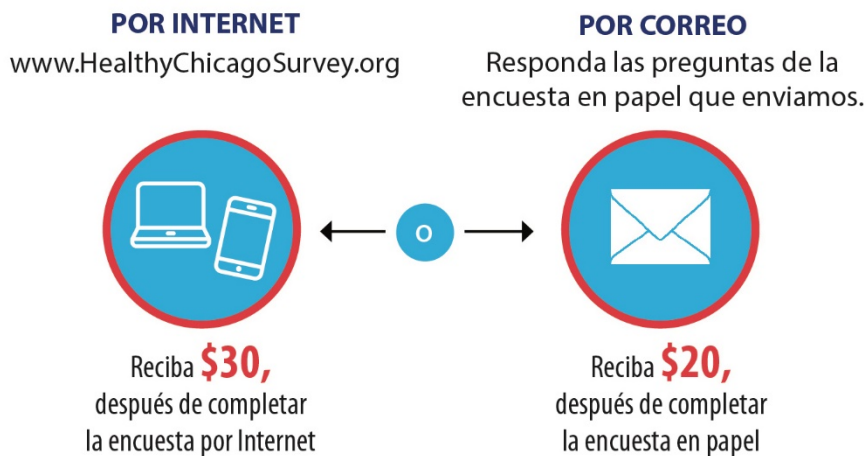 POR INTERNET
www.HealthyChicagoSurvey.org
POR CORREO
Responda las preguntas de la
encuesta en papel que enviamos.
O
Reciba $30,
después de completar
la encuesta por Internet
Reciba $20,
después de completar
la encuesta en papel